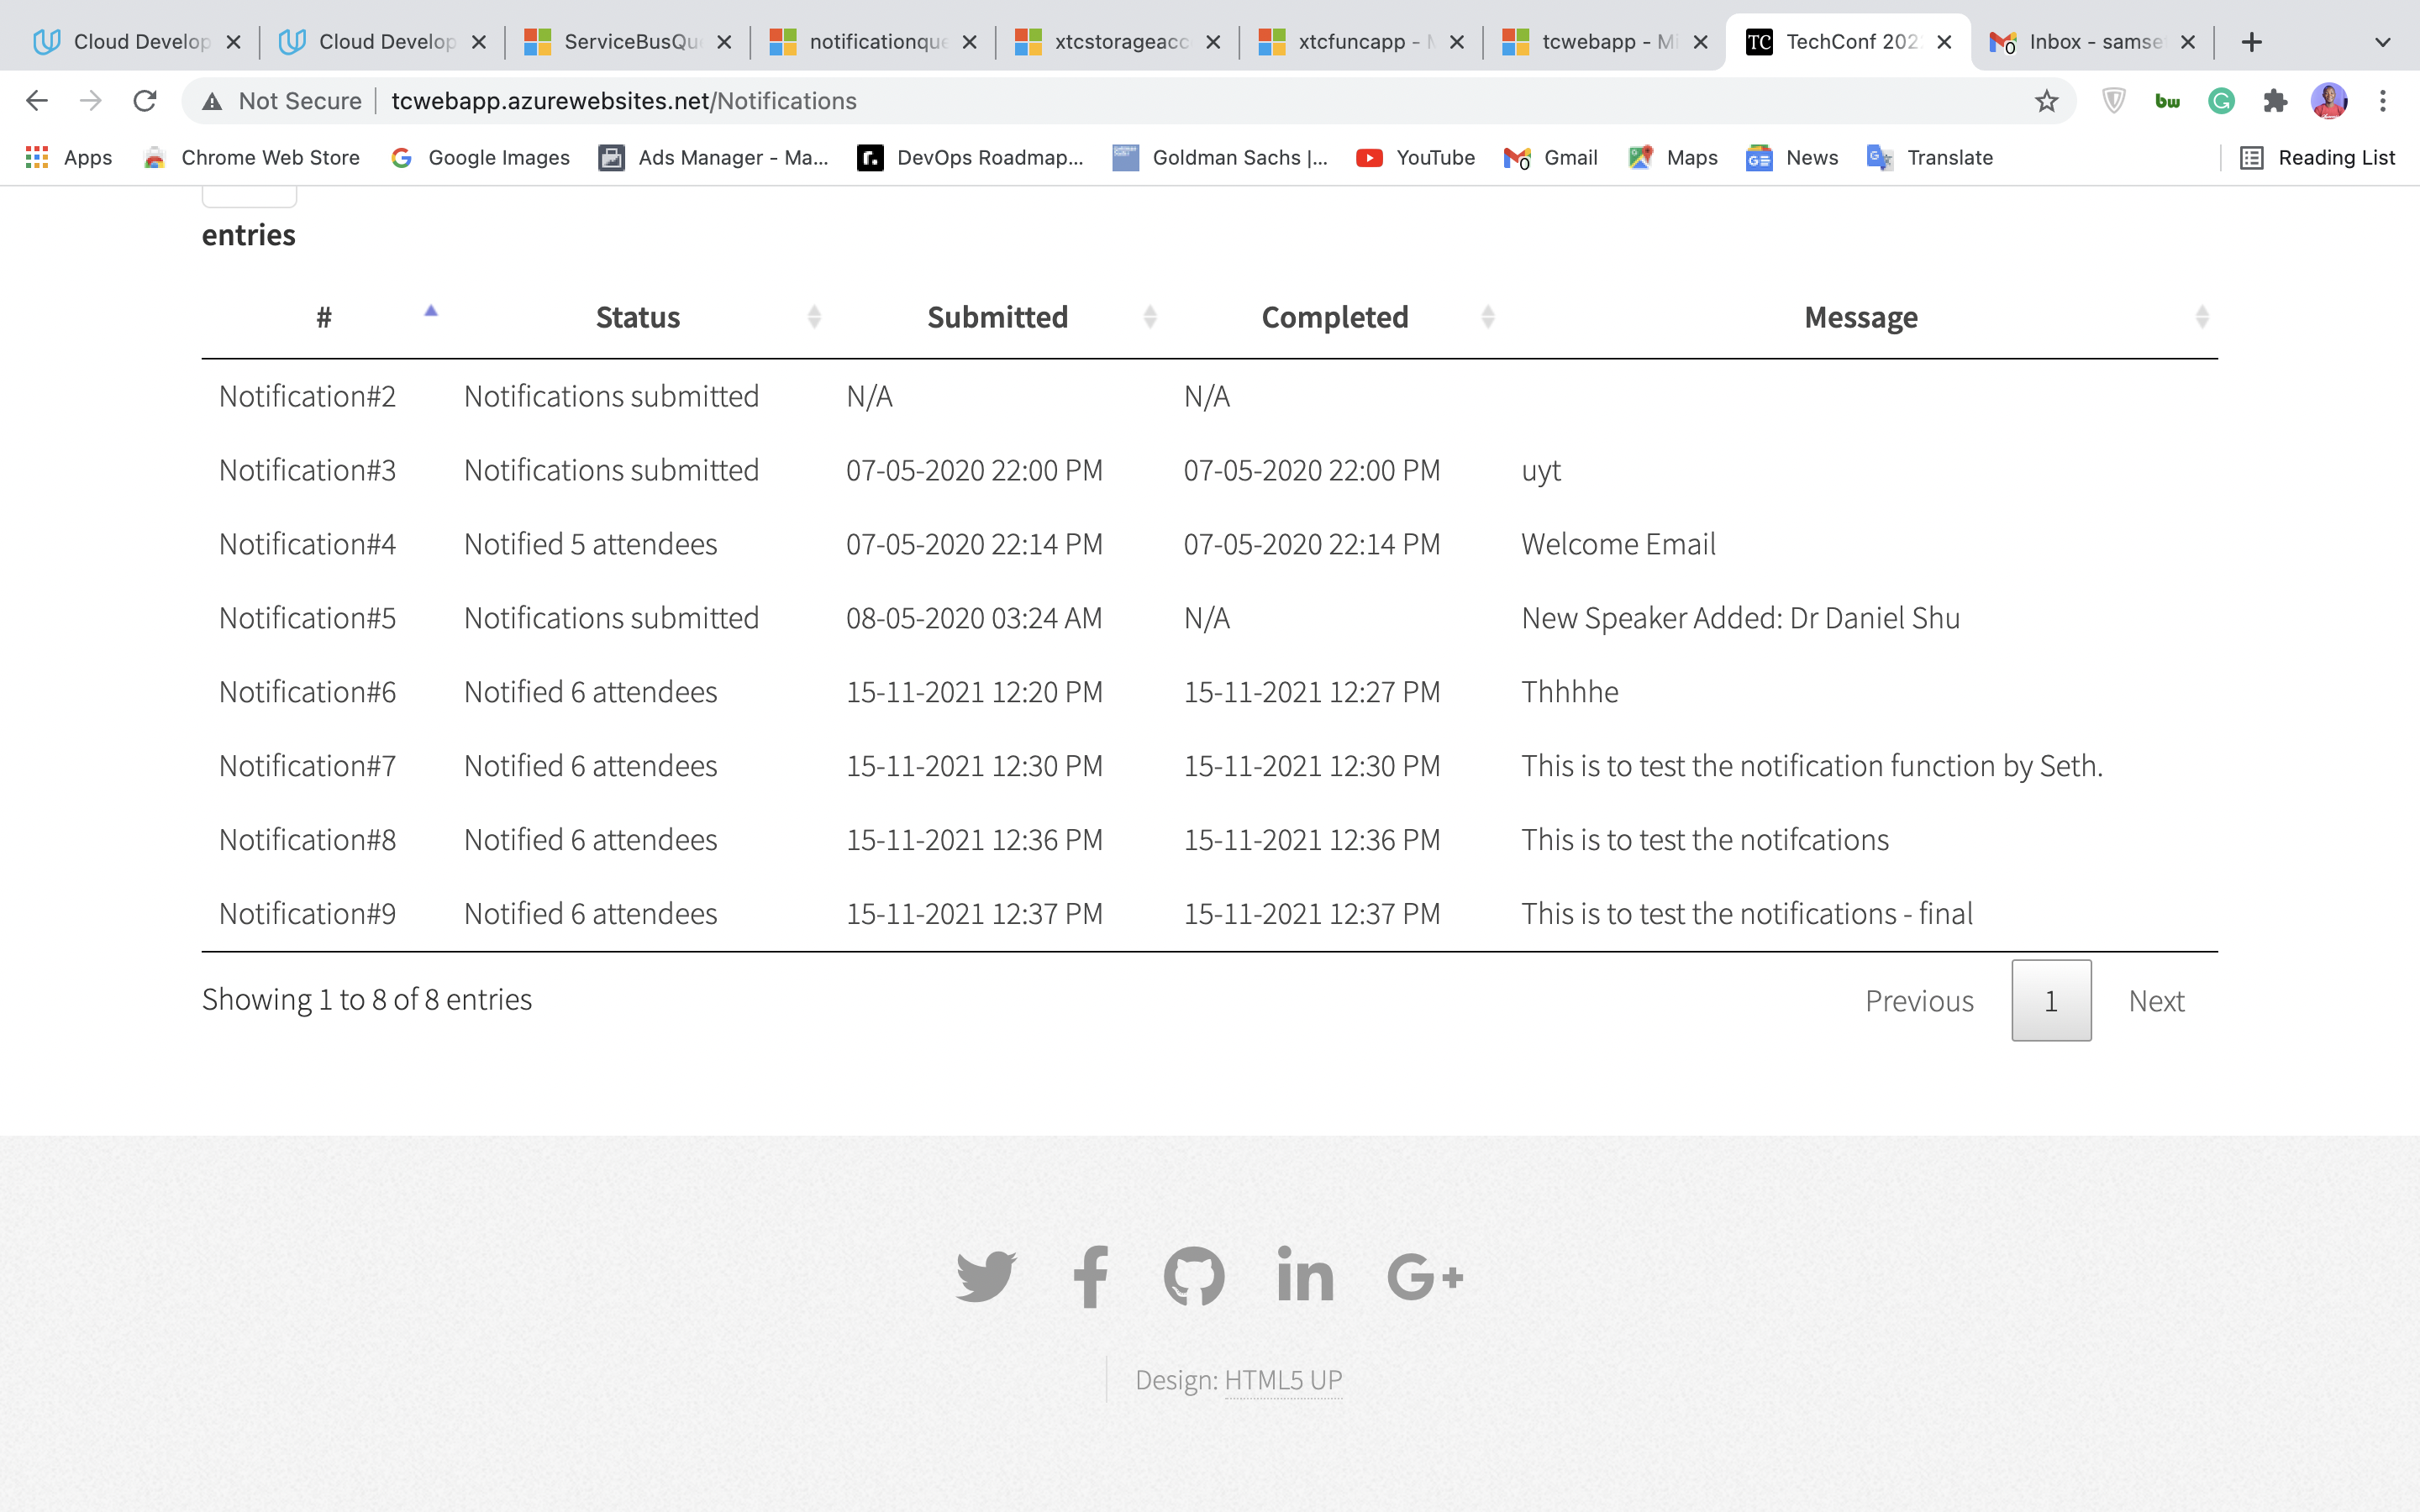 Cloud Develop
Cloud Develop
ServiceBusQu
notificationque
xtcstorageacc
xtcfuncapp - M
tcwebapp - Mi
TC TechConf 202
Inbox - samse
Not Secure tcwebapp.azurewebsites.net/Notifications
Apps Chrome Web Store Google Images Ads Manager - Ma... r. DevOps Roadmap... Goldman Sachs |... YouTube Gmail Maps News Translate Reading List
entries
# Status Submitted Completed Message
Notification#2 Notifications submitted N/A N/A
Notification#3 Notifications submitted 07-05-2020 22:00 PM 07-05-2020 22:00 PM uyt
Notification#4 Notified 5 attendees 07-05-2020 22:14 PM 07-05-2020 22:14 PM Welcome Email
Notification#5 Notifications submitted 08-05-2020 03:24 AM N/A New Speaker Added: Dr Daniel Shu
Notification#6 Notified 6 attendees 15-11-2021 12:20 PM 15-11-2021 12:27 PM Thhhhe
Notification#7 Notified 6 attendees 15-11-2021 12:30 PM 15-11-2021 12:30 PM This is to test the notification function by Seth.
Notification#8 Notified 6 attendees 15-11-2021 12:36 PM 15-11-2021 12:36 PM This is to test the notifcations
Notification#9 Notified 6 attendees 15-11-2021 12:37 PM 15-11-2021 12:37 PM This is to test the notifications - final
Showing 1 to 8 of 8 entries Previous 1 Next
Design: HTML5 UP